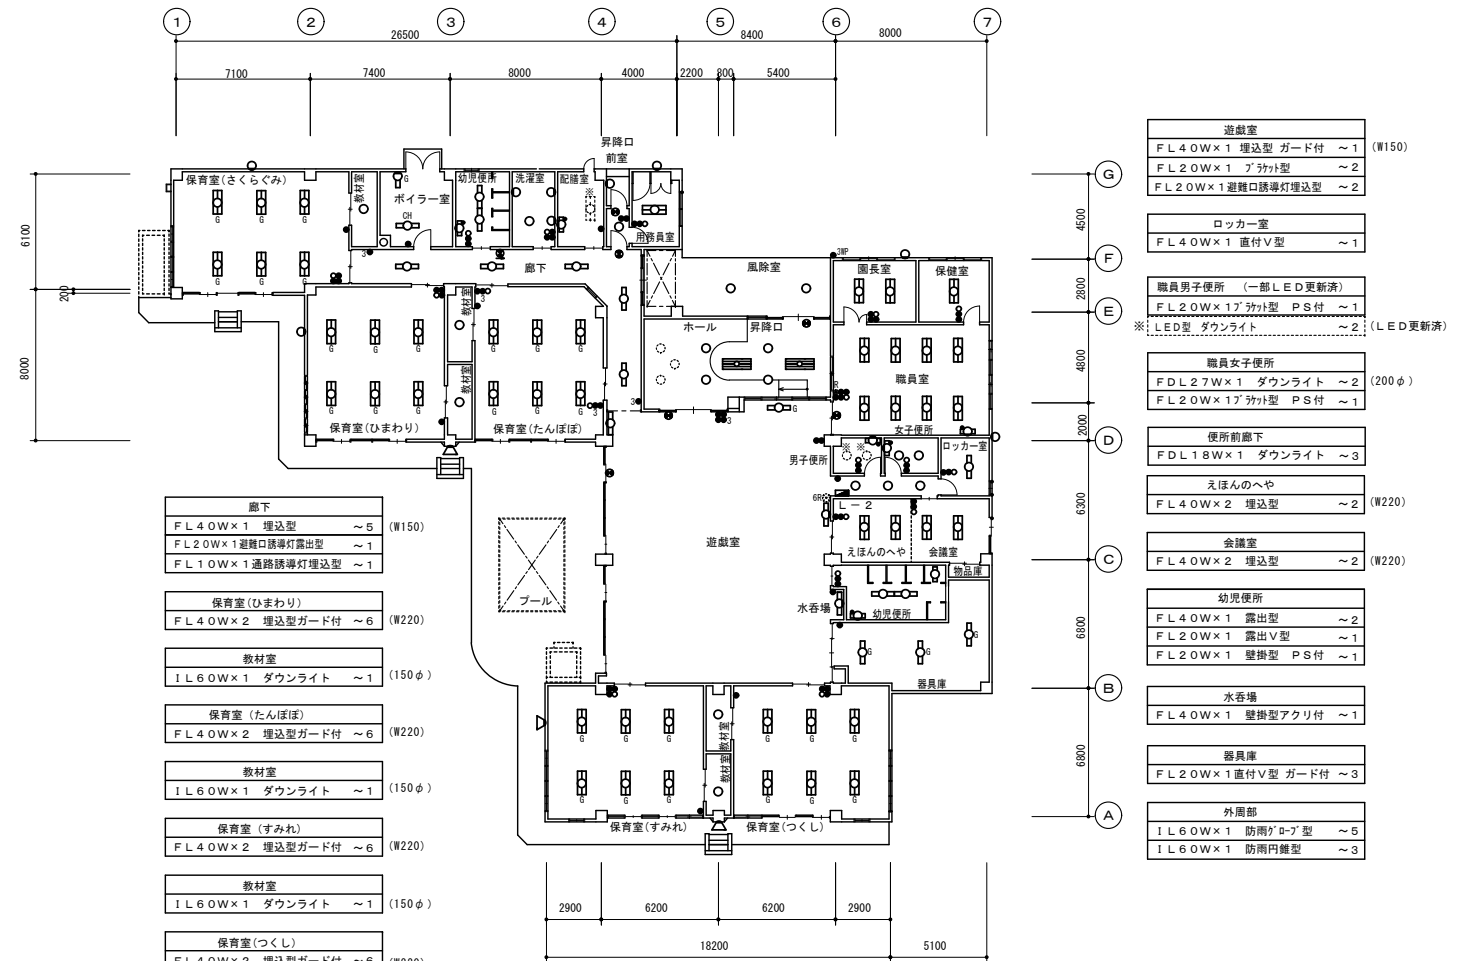 1 2 3 4 5 6 7
26500 8400 8000
7100 7400 8000 4000 2200 800 5400
昇降口
前室
保育室(さくらぐみ)
教材室
ボイラー室
CH
幼児便所
洗濯室
配膳室
※
用務員室
廊下
風除室
園長室
保健室
3WP
ホール
昇降口
職員室
教材室
教材室
保育室(ひまわり)
保育室(たんぽぽ)
女子便所
男子便所
※ ※
ロッカー室
6R
L-2
えほんのへや
会議室
物品庫
遊戯室
プール
水呑場
幼児便所
器具庫
教材室
教材室
保育室(すみれ)
保育室(つくし)
6100
200
8000
G
4500
F
2800
E
4800
2000
D
6300
C
6800
B
6800
A
2900 6200 6200 2900
18200 5100
廊下
FL40W×1 埋込型 ~5 (W150)
FL20W×1避難口誘導灯露出型 ~1
FL10W×1通路誘導灯埋込型 ~1
保育室(ひまわり)
FL40W×2 埋込型ガード付 ~6 (W220)
教材室
IL60W×1 ダウンライト ~1 (150φ)
保育室(たんぽぽ)
FL40W×2 埋込型ガード付 ~6 (W220)
教材室
IL60W×1 ダウンライト ~1 (150φ)
保育室(すみれ)
FL40W×2 埋込型ガード付 ~6 (W220)
教材室
IL60W×1 ダウンライト ~1 (150φ)
保育室(つくし)
FL40W×2 埋込型ガード付 ~6
遊戯室
FL40W×1 埋込型 ガード付 ~1 (W150)
FL20W×1 ブラケット型 ~2
FL20W×1避難口誘導灯埋込型 ~2
ロッカー室
FL40W×1 直付V型 ~1
職員男子便所 (一部LED更新済)
FL20W×1ブラケット型 PS付 ~1
※ LED型 ダウンライト ~2 (LED更新済)
職員女子便所
FDL27W×1 ダウンライト ~2 (200φ)
FL20W×1ブラケット型 PS付 ~1
便所前廊下
FDL18W×1 ダウンライト ~3
えほんのへや
FL40W×2 埋込型 ~2 (W220)
会議室
FL40W×2 埋込型 ~2 (W220)
幼児便所
FL40W×1 露出型 ~2
FL20W×1 露出V型 ~1
FL20W×1 壁掛型 PS付 ~1
水呑場
FL40W×1 壁掛型アクリ付 ~1
器具庫
FL20W×1直付V型 ガード付 ~3
外周部
IL60W×1 防雨グローブ型 ~5
IL60W×1 防雨円錐型 ~3